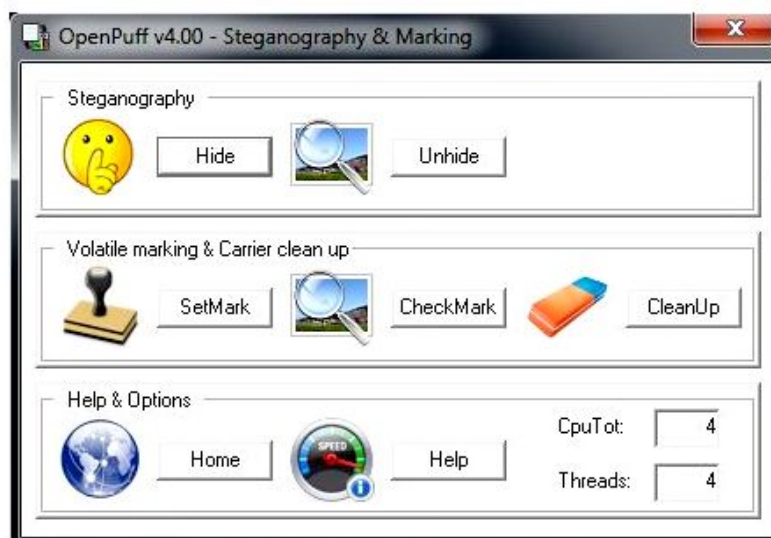 OpenPuff v4.00 - Steganography & Marking
Steganography
Hide Unhide
Volatile marking & Carrier clean up
SetMark CheckMark CleanUp
Help & Options
CpuTot: 4
Home SPEED Help
Threads: 4